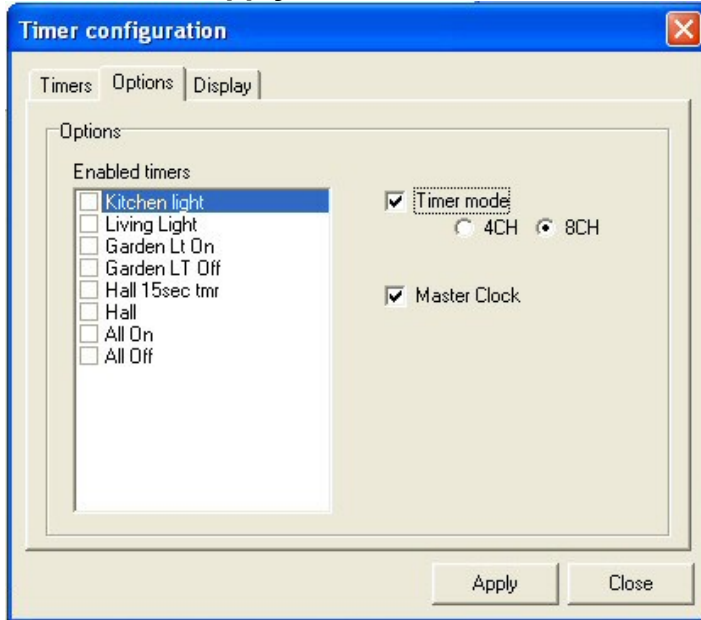 Timer configuration
Timers Options Display
Options
Enabled timers
Kitchen light
Living Light
Garden Lt On
Garden LT Off
Hall 15sec tmr
Hall
All On
All Off
Timer mode
4CH 8CH
Master Clock
Apply Close